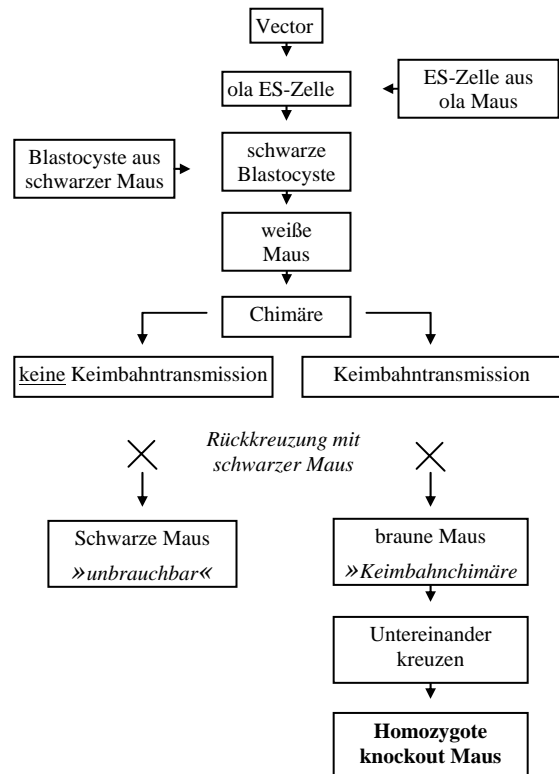 Vector
ola ES-Zelle
ES-Zelle aus
ola Maus
Blastocyste aus
schwarzer Maus
schwarze
Blastocyste
weiße
Maus
Chimäre
keine Keimbahntransmission
Keimbahntransmission
Rückkreuzung mit
schwarzer Maus
Schwarze Maus
»unbrauchbar«
braune Maus
»Keimbahnchimäre
Untereinander
kreuzen
Homozygote
knockout Maus